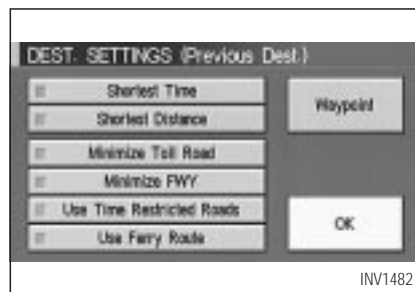 DEST. SETTINGS (Previous Dest.)
Shortest Time
Shortest Distance
Waypoint
Minimize Toll Road
Minimize FWY
Use Time Restricted Roads
Use Ferry Route
OK
INV1482